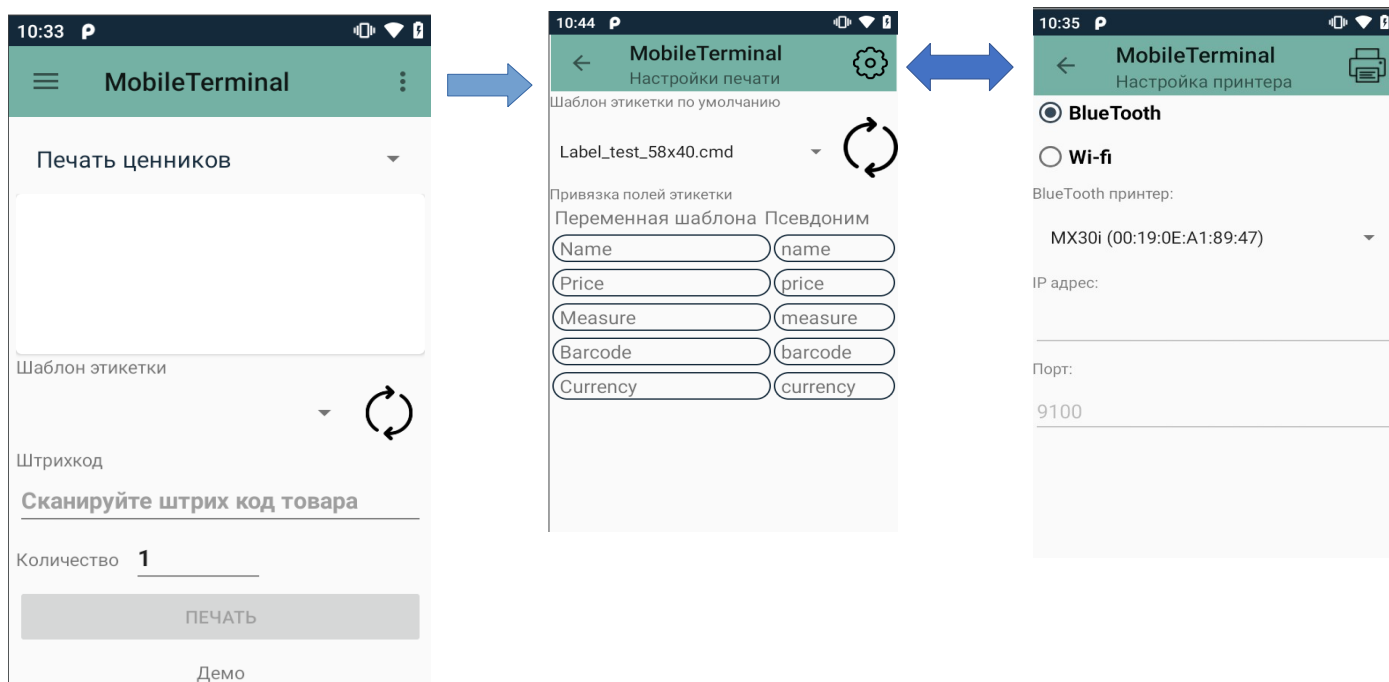 10:33
MobileTerminal
Печать ценников
Шаблон этикетки
Штрихкод
Сканируйте штрих код товара
Количество 1
ПЕЧАТЬ
Демо
10:44
MobileTerminal
Настройки печати
Шаблон этикетки по умолчанию
Label_test_58x40.cmd
Привязка полей этикетки
Переменная шаблона Псевдоним
Name name
Price price
Measure measure
Barcode barcode
Currency currency
10:35
MobileTerminal
Настройка принтера
BlueTooth
Wi-fi
BlueTooth принтер:
MX30i (00:19:0E:A1:89:47)
IP адрес:
Порт:
9100